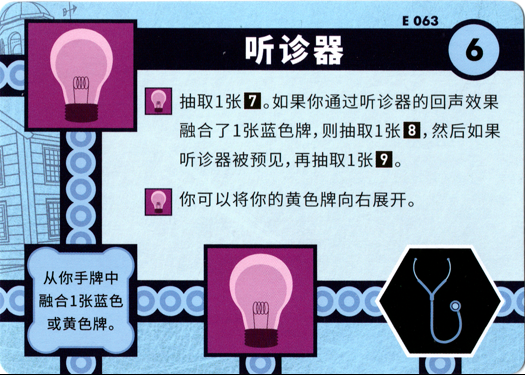 E 063
听诊器
6
抽取1张7。如果你通过听诊器的回声效果
融合了1张蓝色牌，则抽取1张8，然后如果
听诊器被预见，再抽取1张9。
你可以将你的黄色牌向右展开。
从你手牌中
融合1张蓝色
或黄色牌。